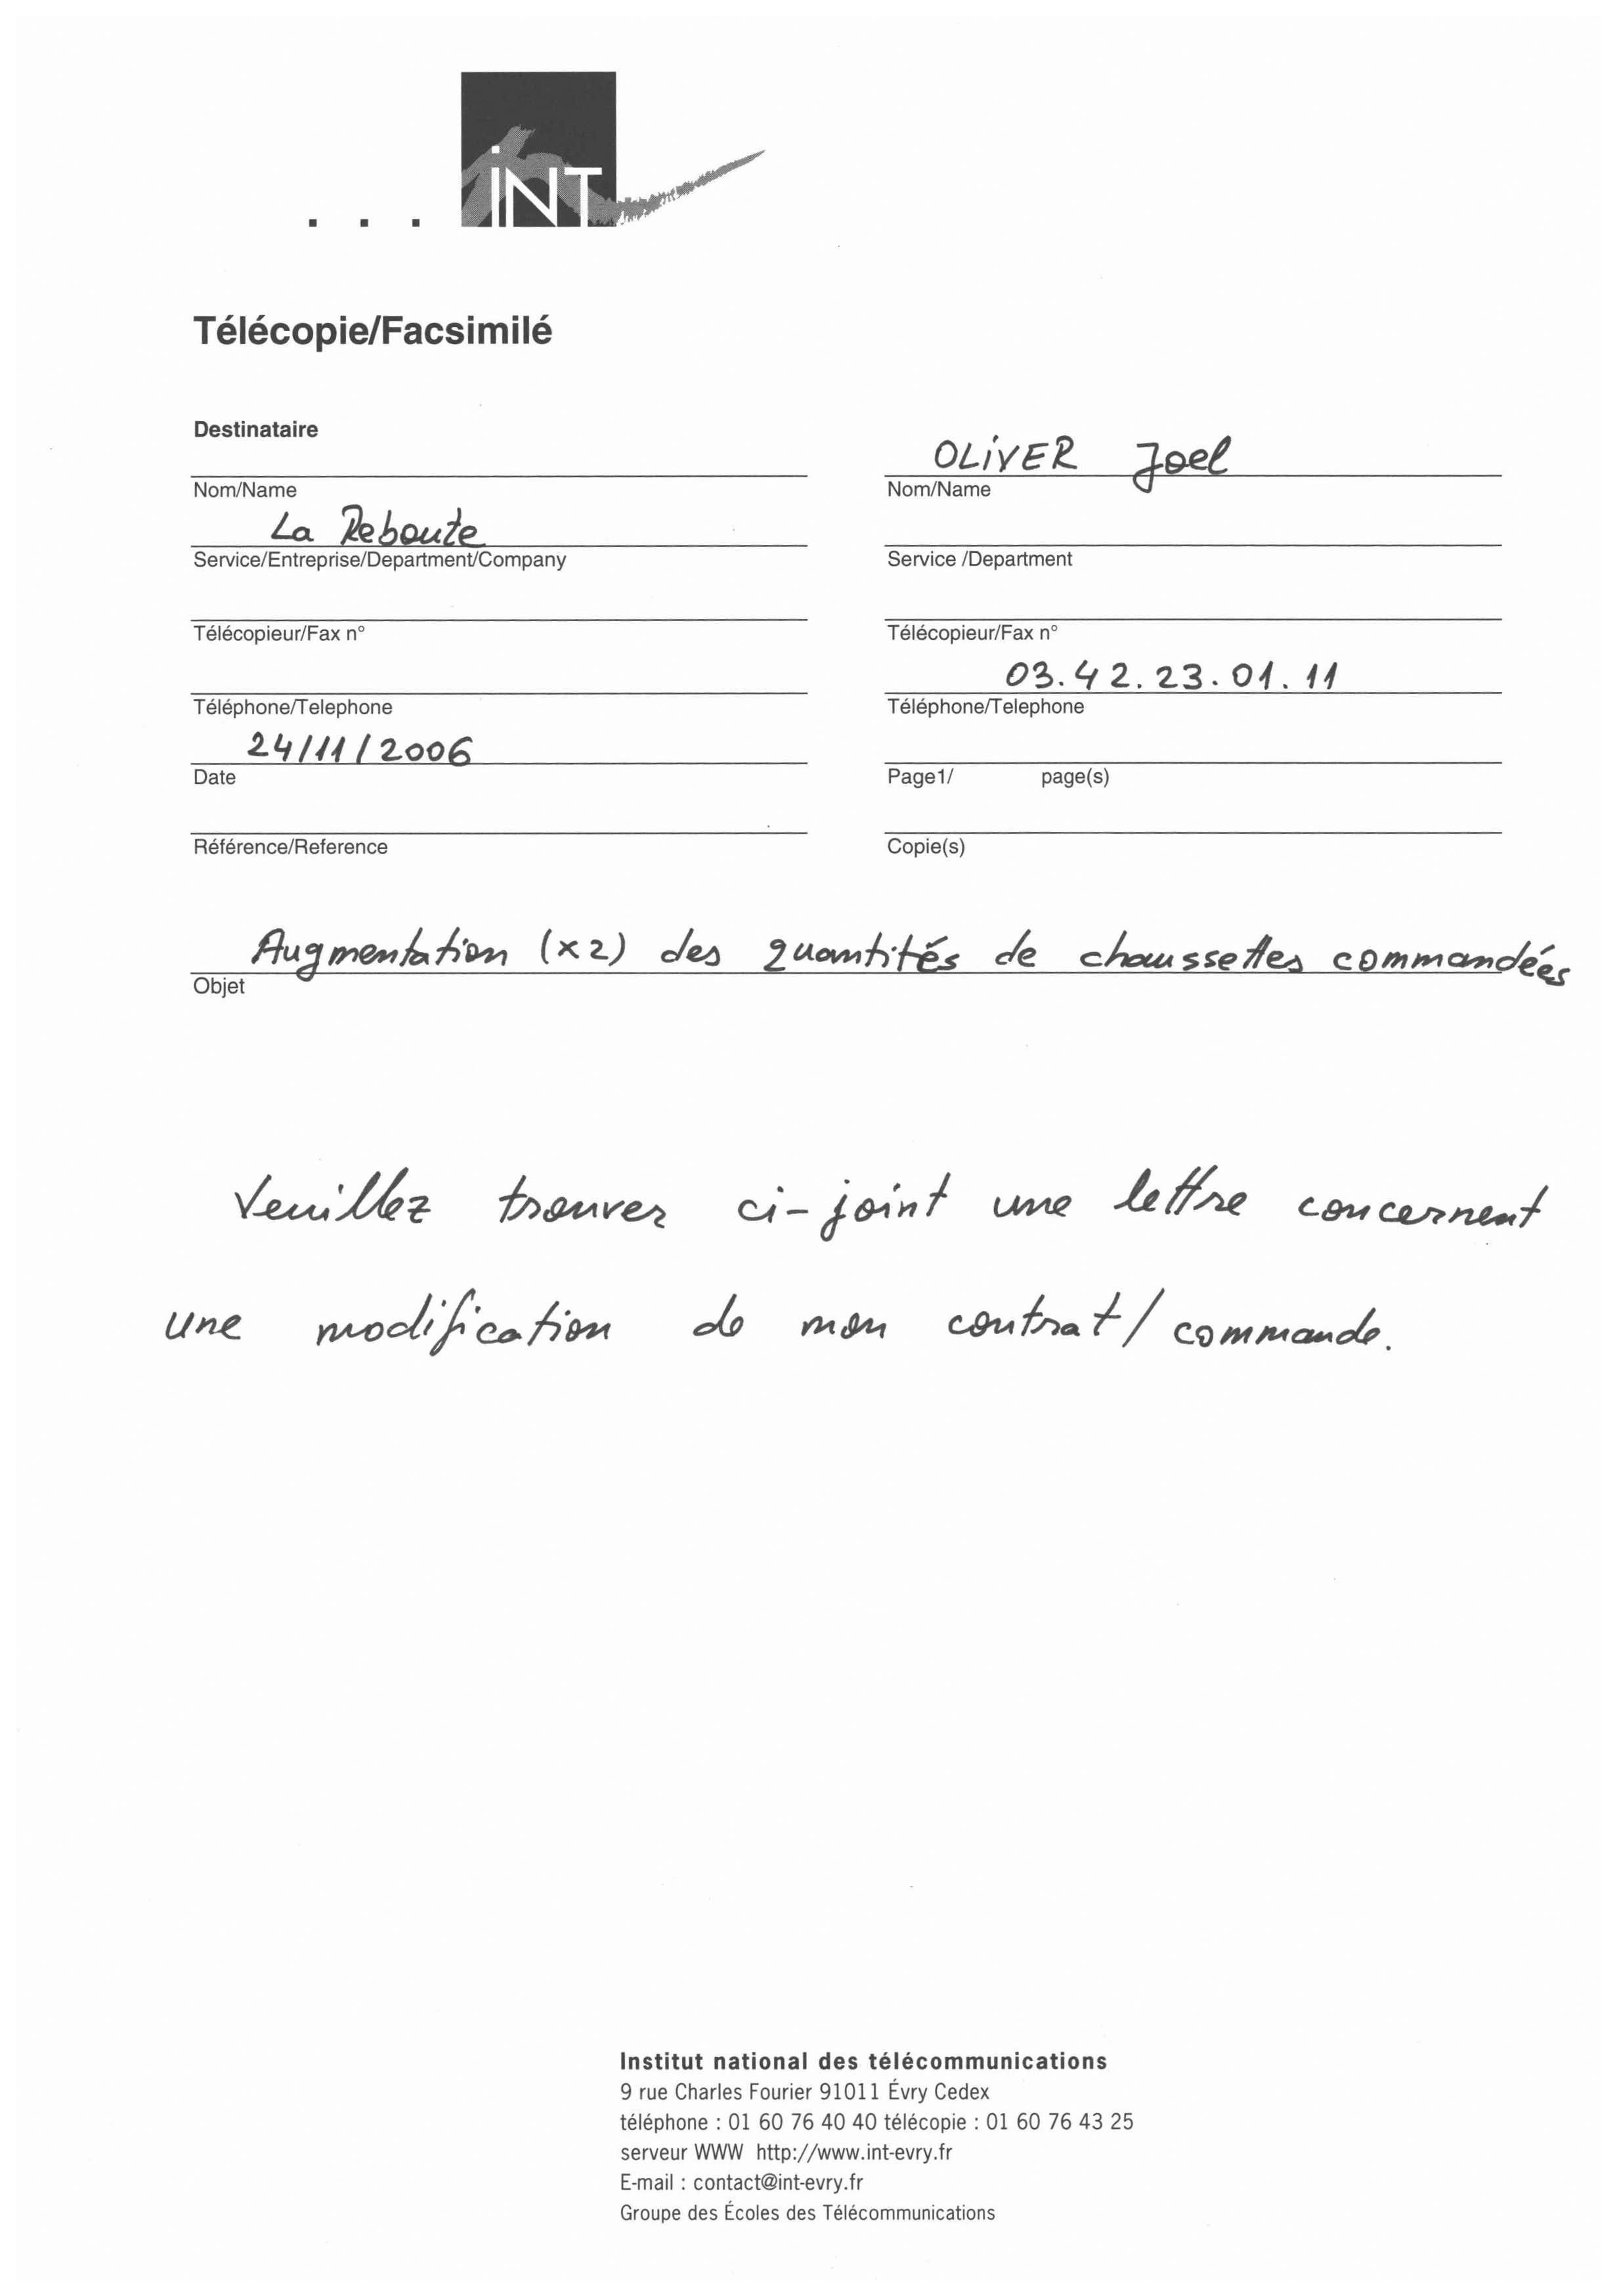 ... iNT
Télécopie/Facsimilé
Destinataire
OLiVER Joel
Nom/Name
Nom/Name
La Reboute
Service/Entreprise/Department/Company
Service /Department
Télécopieur/Fax n°
Télécopieur/Fax n°
03.42.23.01.11
Téléphone/Telephone
Téléphone/Telephone
24/11/2006
Date
Page1/ page(s)
Référence/Reference
Copie(s)
Augmentation (x2) des quantités de chaussettes commandées
Objet
Veuillez trouver ci-joint une lettre concernent
une modification de mon contrat/commande.
Institut national des télécommunications
9 rue Charles Fourier 91011 Évry Cedex
téléphone : 01 60 76 40 40 télécopie : 01 60 76 43 25
serveur WWW http://www.int-evry.fr
E-mail : contact@int-evry.fr
Groupe des Écoles des Télécommunications